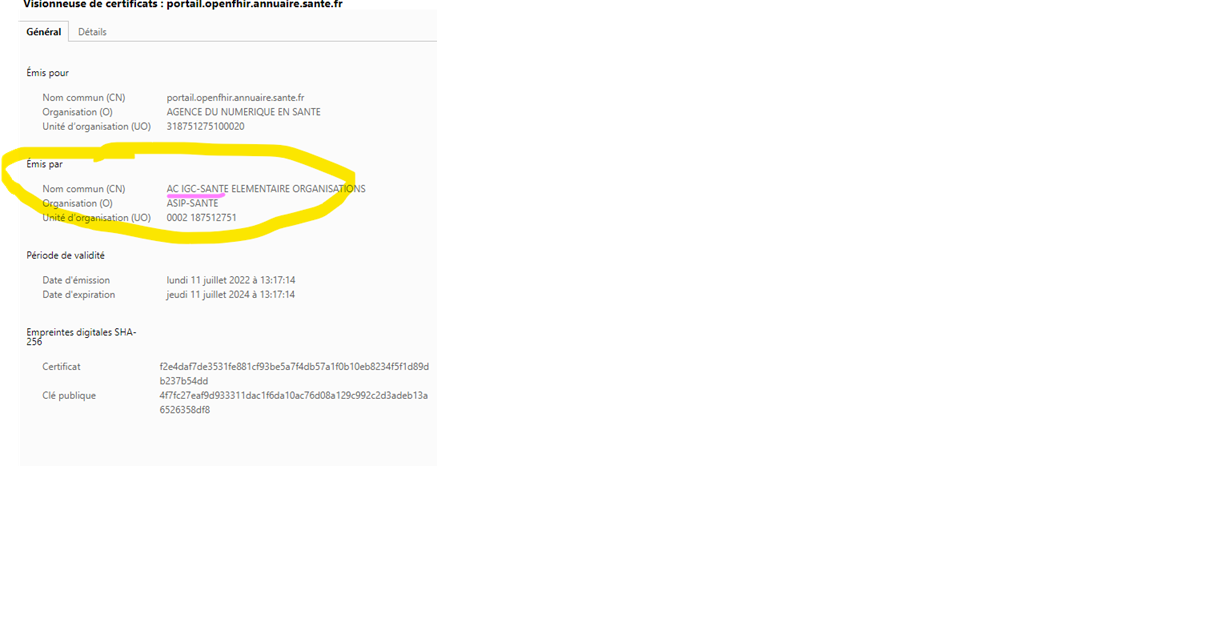 Visionneuse de certificats : portail.openfhir.annuaire.sante.fr
Général Détails
Émis pour
Nom commun (CN) portail.openfhir.annuaire.sante.fr
Organisation (O) AGENCE DU NUMERIQUE EN SANTE
Unité d'organisation (UO) 318751275100020
Émis par
Nom commun (CN) AC IGC-SANTE ELEMENTAIRE ORGANISATIONS
Organisation (O) ASIP-SANTE
Unité d'organisation (UO) 0002 187512751
Période de validité
Date d'émission lundi 11 juillet 2022 à 13:17:14
Date d'expiration jeudi 11 juillet 2024 à 13:17:14
Empreintes digitales SHA-
256
Certificat f2e4daf7de3531fe881cf93be5a7f4db57a1f0b10eb8234f5f1d89d
b237b54dd
Clé publique 4f7fc27eaf9d933311dac1f6da10ac76d08a129c992c2d3adeb13a
6526358df8